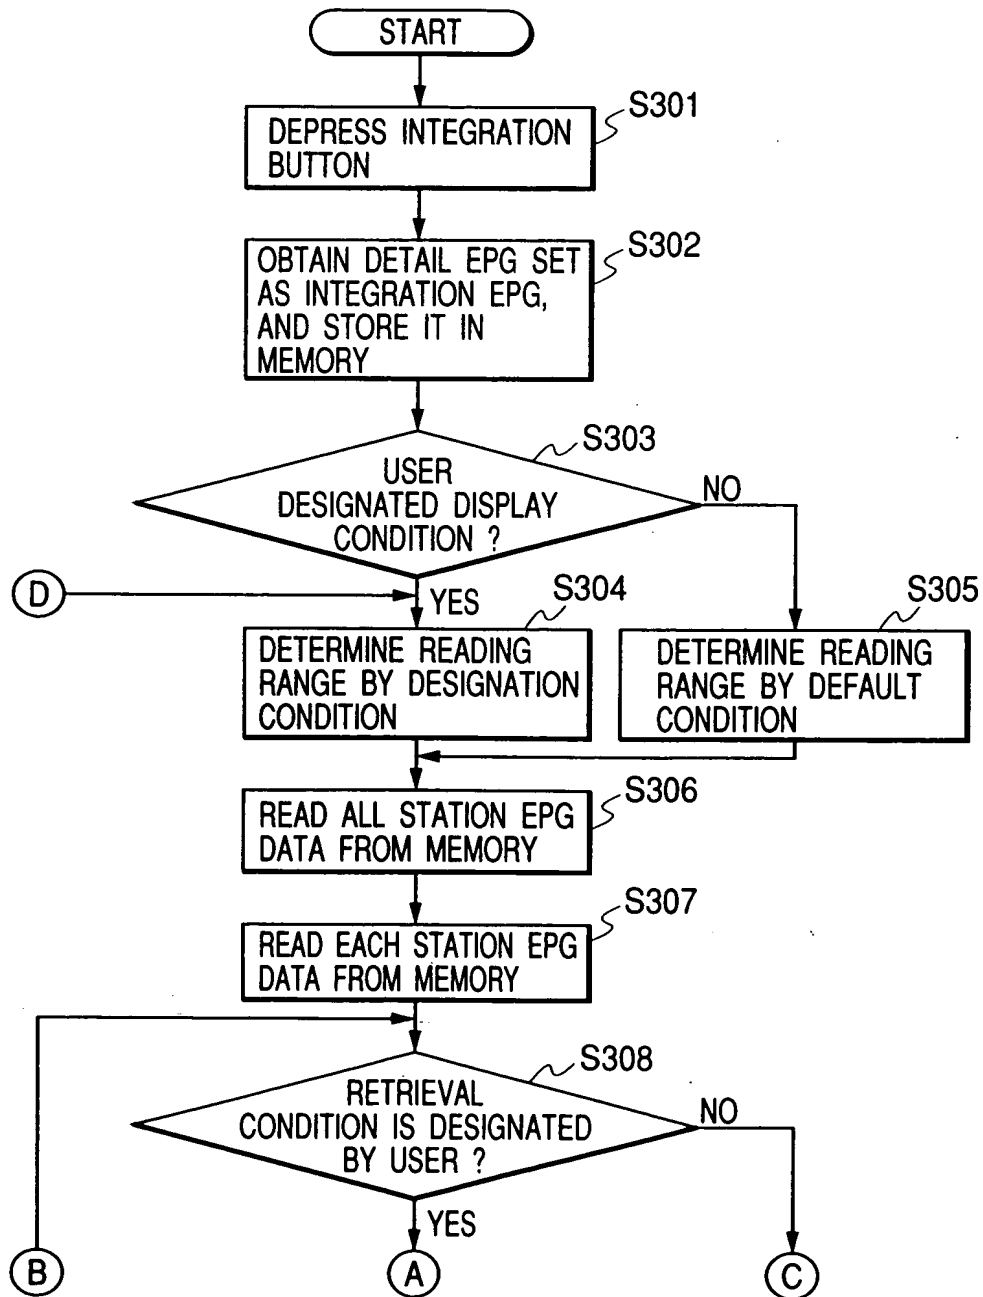 START
S301
DEPRESS INTEGRATION
BUTTON
S302
OBTAIN DETAIL EPG SET
AS INTEGRATION EPG,
AND STORE IT IN
MEMORY
S303
USER
DESIGNATED DISPLAY
CONDITION ?
NO
D
YES
S304
S305
DETERMINE READING
RANGE BY DESIGNATION
CONDITION
DETERMINE READING
RANGE BY DEFAULT
CONDITION
S306
READ ALL STATION EPG
DATA FROM MEMORY
S307
READ EACH STATION EPG
DATA FROM MEMORY
S308
RETRIEVAL
CONDITION IS DESIGNATED
BY USER ?
NO
YES
B
A
C